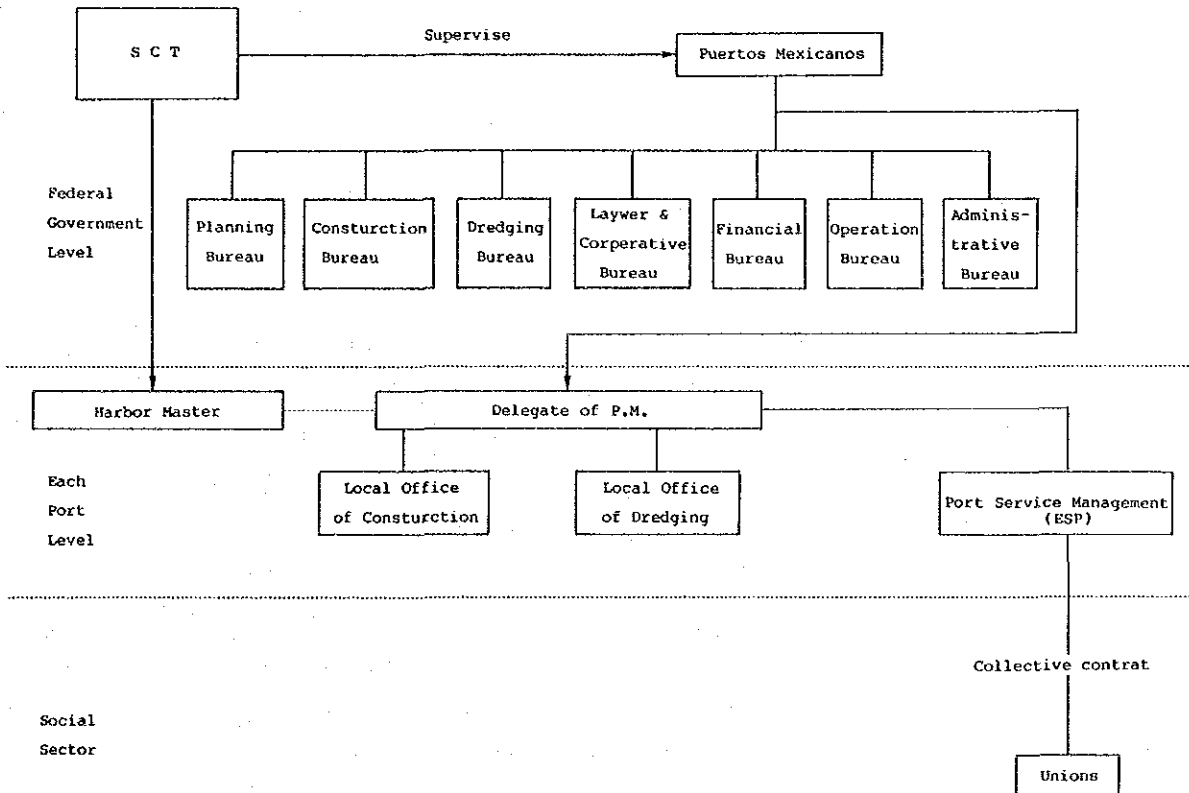 S C T
Supervise
Puertos Mexicanos
Federal
Government
Level
Planning
Bureau
Consturction
Bureau
Dredging
Bureau
Laywer &
Corperative
Bureau
Financial
Bureau
Operation
Bureau
Adminis-
trative
Bureau
Harbor Master
Delegate of P.M.
Each
Port
Level
Local Office
of Consturction
Local Office
of Dredging
Port Service Management
(ESP)
Collective contrat
Social
Sector
Unions